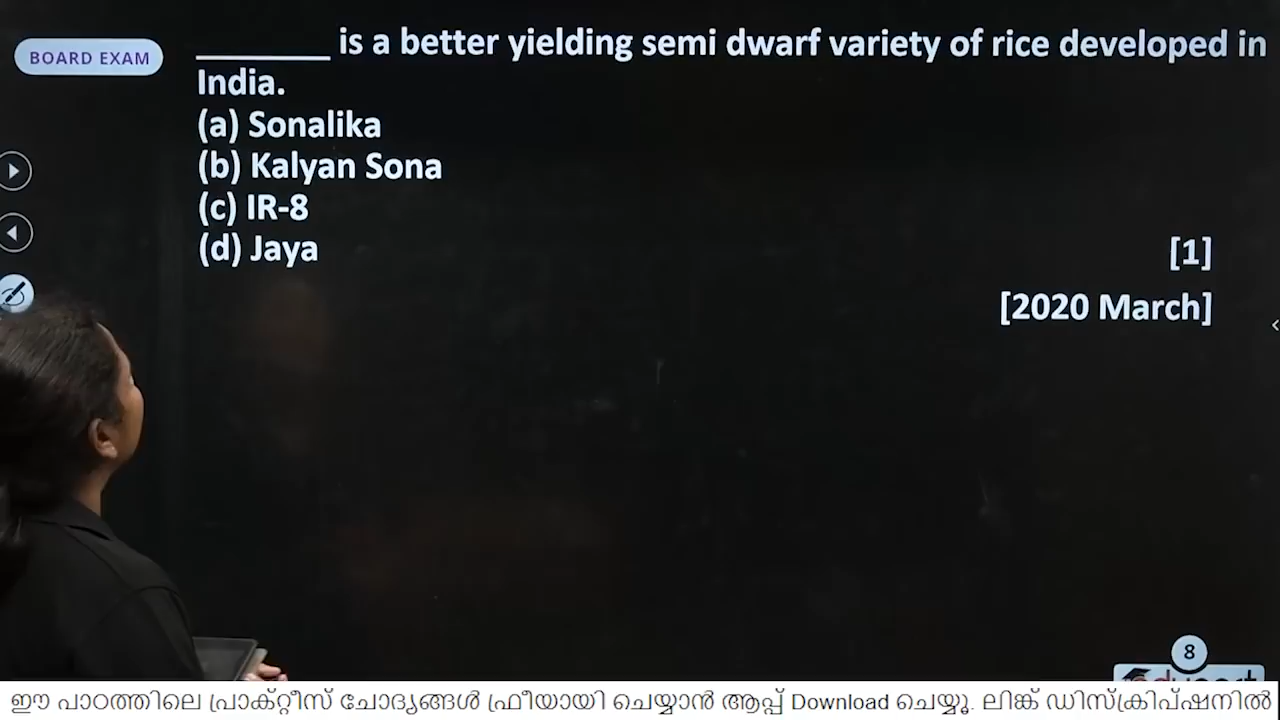 BOARD EXAM
________ is a better yielding semi dwarf variety of rice developed in
India.
(a) Sonalika
(b) Kalyan Sona
(c) IR-8
(d) Jaya
[1]
[2020 March]
8
ഈ പാഠത്തിലെ പ്രാക്റ്റീസ് ചോദ്യങ്ങൾ ഫ്രീയായി ചെയ്യാൻ ആപ്പ് Download ചെയ്യൂ. ലിങ്ക് ഡിസ്ക്രിപ്ഷനിൽ